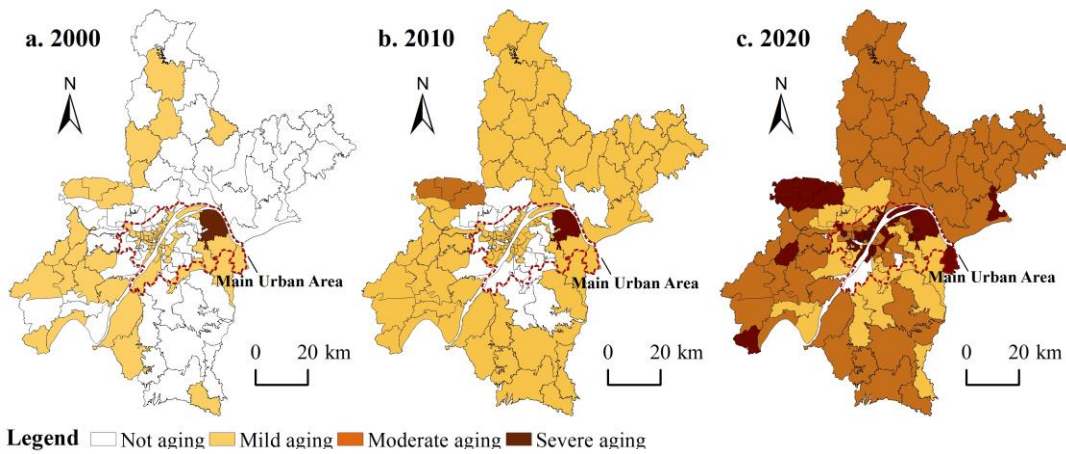 a. 2000
N
Main Urban Area
0 20 km
b. 2010
N
Main Urban Area
0 20 km
c. 2020
N
Main Urban Area
0 20 km
Legend Not aging Mild aging Moderate aging Severe aging